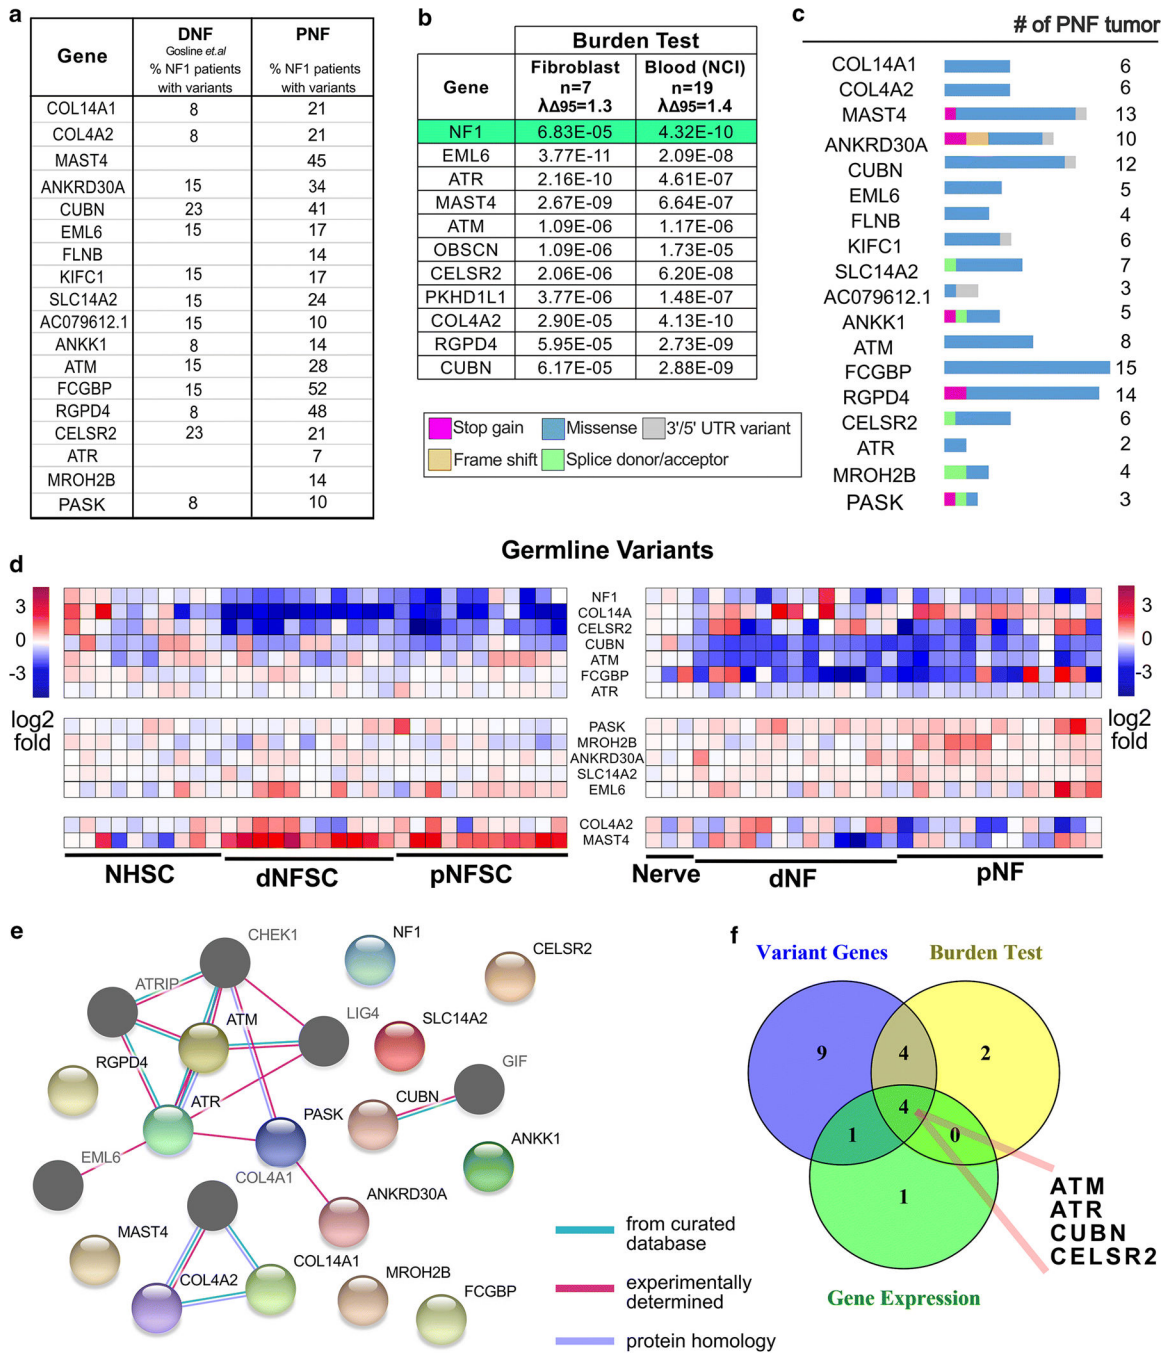 a
Gene
DNF
Gosline et.al
% NF1 patients
with variants
PNF
% NF1 patients
with variants
COL14A1 8 21
COL4A2 8 21
MAST4 45
ANKRD30A 15 34
CUBN 23 41
EML6 15 17
FLNB 14
KIFC1 15 17
SLC14A2 15 24
AC079612.1 15 10
ANKK1 8 14
ATM 15 28
FCGBP 15 52
RGPD4 8 48
CELSR2 23 21
ATR 7
MROH2B 14
PASK 8 10
b
Burden Test
Gene
Fibroblast
n=7
λΔ95=1.3
Blood (NCI)
n=19
λΔ95=1.4
NF1 6.83E-05 4.32E-10
EML6 3.77E-11 2.09E-08
ATR 2.16E-10 4.61E-07
MAST4 2.67E-09 6.64E-07
ATM 1.09E-06 1.17E-06
OBSCN 1.09E-06 1.73E-05
CELSR2 2.06E-06 6.20E-08
PKHD1L1 3.77E-06 1.48E-07
COL4A2 2.90E-05 4.13E-10
RGPD4 5.95E-05 2.73E-09
CUBN 6.17E-05 2.88E-09
Stop gain Missense 3'/5' UTR variant
Frame shift Splice donor/acceptor
c
# of PNF tumor
COL14A1 6
COL4A2 6
MAST4 13
ANKRD30A 10
CUBN 12
EML6 5
FLNB 4
KIFC1 6
SLC14A2 7
AC079612.1 3
ANKK1 5
ATM 8
FCGBP 15
RGPD4 14
CELSR2 6
ATR 2
MROH2B 4
PASK 3
Germline Variants
d
3
0
-3
log2
fold
NF1
COL14A
CELSR2
CUBN
ATM
FCGBP
ATR
PASK
MROH2B
ANKRD30A
SLC14A2
EML6
COL4A2
MAST4
3
0
-3
log2
fold
NHSC dNFSC pNFSC
Nerve dNF pNF
e
CHEK1
NF1
CELSR2
ATRIP
ATM
LIG4
SLC14A2
RGPD4
GIF
ATR
PASK
CUBN
ANKK1
EML6
COL4A1
ANKRD30A
MAST4
COL4A2
COL14A1
MROH2B
FCGBP
from curated
database
experimentally
determined
protein homology
f
Variant Genes Burden Test
9 4 2
4
1 0
1
ATM
ATR
CUBN
CELSR2
Gene Expression